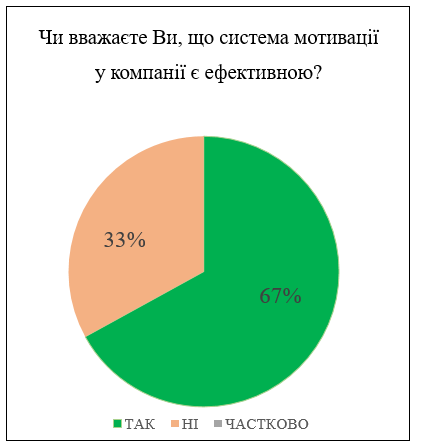 Чи вважаєте Ви, що система мотивації
у компанії є ефективною?
33%
67%
ТАК НІ ЧАСТКОВО